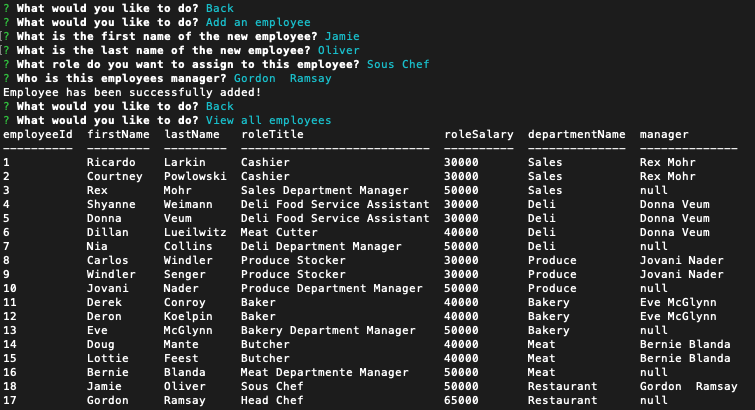 ? What would you like to do? Back
? What would you like to do? Add an employee
[? What is the first name of the new employee? Jamie
[? What is the last name of the new employee? Oliver
? What role do you want to assign to this employee? Sous Chef
? Who is this employees manager? Gordon  Ramsay
Employee has been successfully added!
? What would you like to do? Back
? What would you like to do? View all employees
employeeId  firstName  lastName   roleTitle                    roleSalary  departmentName  manager
----------  ---------  ---------  ---------------------------  ----------  --------------  --------------
1           Ricardo    Larkin     Cashier                      30000       Sales           Rex Mohr
2           Courtney   Powlowski  Cashier                      30000       Sales           Rex Mohr
3           Rex        Mohr       Sales Department Manager     50000       Sales           null
4           Shyanne    Weimann    Deli Food Service Assistant  30000       Deli            Donna Veum
5           Donna      Veum       Deli Food Service Assistant  30000       Deli            Donna Veum
6           Dillan     Lueilwitz  Meat Cutter                  40000       Deli            Donna Veum
7           Nia        Collins    Deli Department Manager      50000       Deli            null
8           Carlos     Windler    Produce Stocker              30000       Produce         Jovani Nader
9           Windler    Senger     Produce Stocker              30000       Produce         Jovani Nader
10          Jovani     Nader      Produce Department Manager   50000       Produce         null
11          Derek      Conroy     Baker                        40000       Bakery          Eve McGlynn
12          Deron      Koelpin    Baker                        40000       Bakery          Eve McGlynn
13          Eve        McGlynn    Bakery Department Manager    50000       Bakery          null
14          Doug       Mante      Butcher                      40000       Meat            Bernie Blanda
15          Lottie     Feest      Butcher                      40000       Meat            Bernie Blanda
16          Bernie     Blanda     Meat Departmente Manager     50000       Meat            null
18          Jamie      Oliver     Sous Chef                    50000       Restaurant      Gordon  Ramsay
17          Gordon     Ramsay     Head Chef                    65000       Restaurant      null